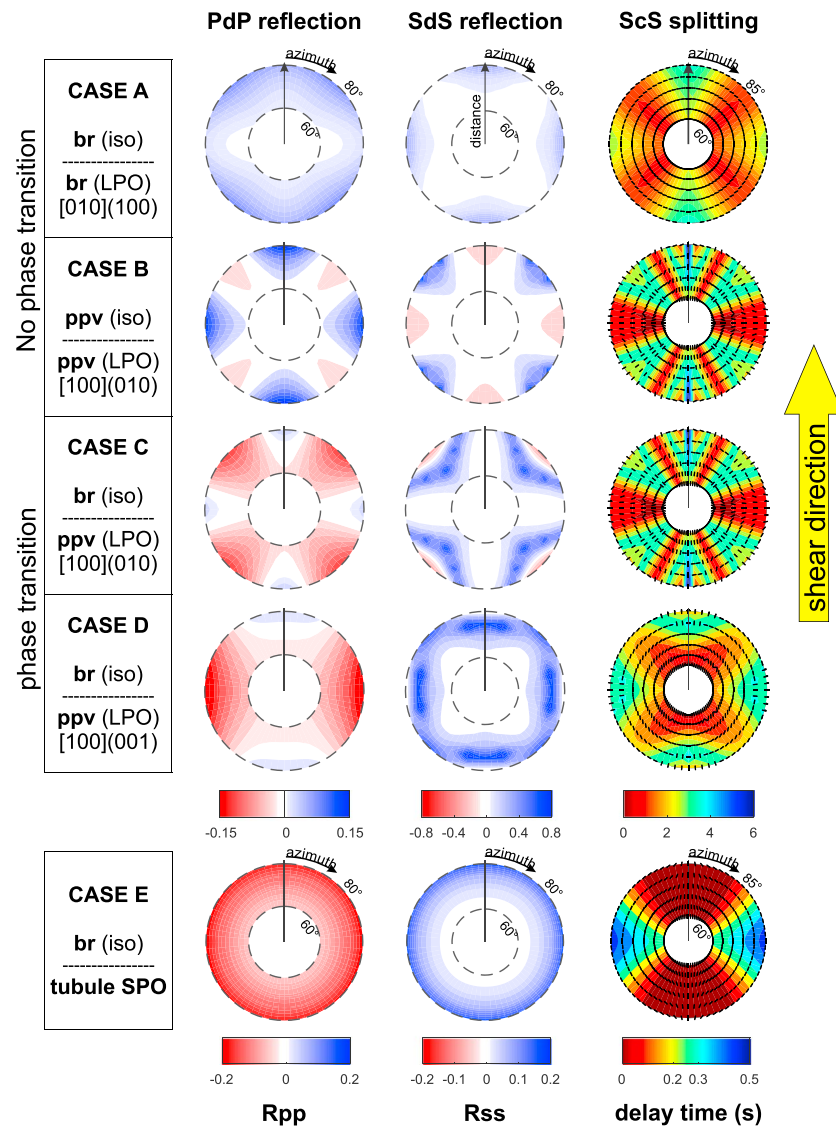 PdP reflection
SdS reflection
ScS splitting
No phase transition
CASE A
br (iso)
-----------------
br (LPO)
[010](100)
azimuth
80°
60°
azimuth
80°
60°
distance
azimuth
85°
60°
CASE B
ppv (iso)
-----------------
ppv (LPO)
[100](010)
phase transition
CASE C
br (iso)
-----------------
ppv (LPO)
[100](010)
CASE D
br (iso)
-----------------
ppv (LPO)
[100](001)
shear direction
-0.15 0 0.15
-0.8 -0.4 0 0.4 0.8
0 2 4 6
CASE E
br (iso)
-----------------
tubule SPO
azimuth
80°
60°
azimuth
80°
60°
azimuth
85°
60°
-0.2 0 0.2
-0.2 -0.1 0 0.1 0.2
0 0.2 0.3 0.5
Rpp
Rss
delay time (s)